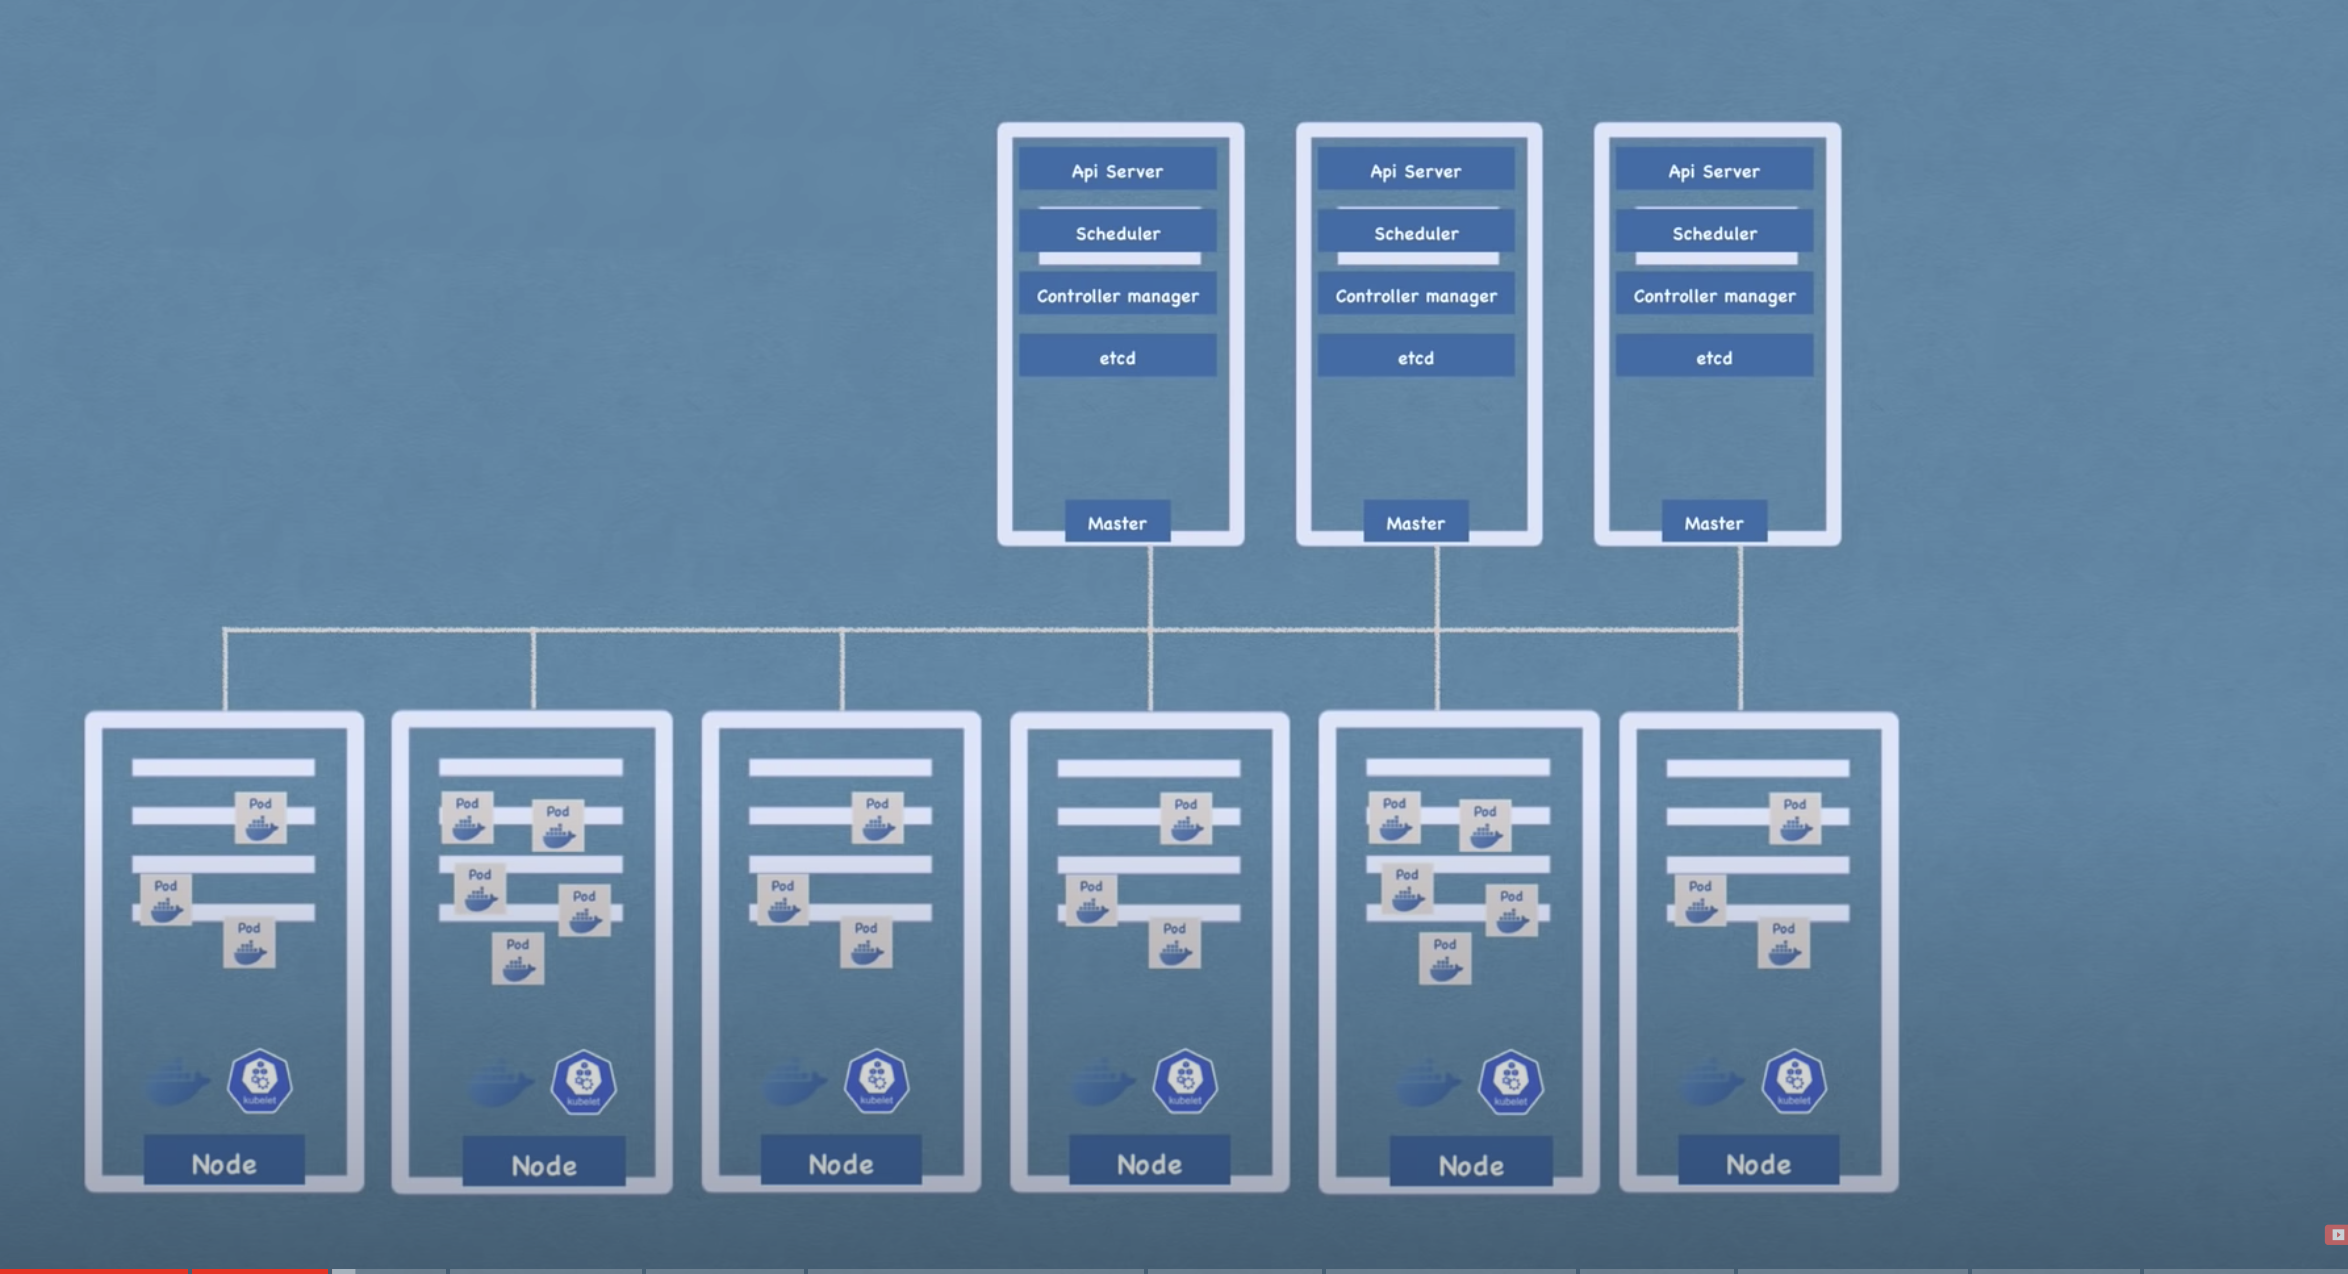 Api Server
Scheduler
Controller manager
etcd
Master
Api Server
Scheduler
Controller manager
etcd
Master
Api Server
Scheduler
Controller manager
etcd
Master
Pod
Pod
Pod
kubelet
Node
Pod
Pod
Pod
Pod
Pod
kubelet
Node
Pod
Pod
Pod
kubelet
Node
Pod
Pod
Pod
kubelet
Node
Pod
Pod
Pod
Pod
Pod
kubelet
Node
Pod
Pod
Pod
kubelet
Node